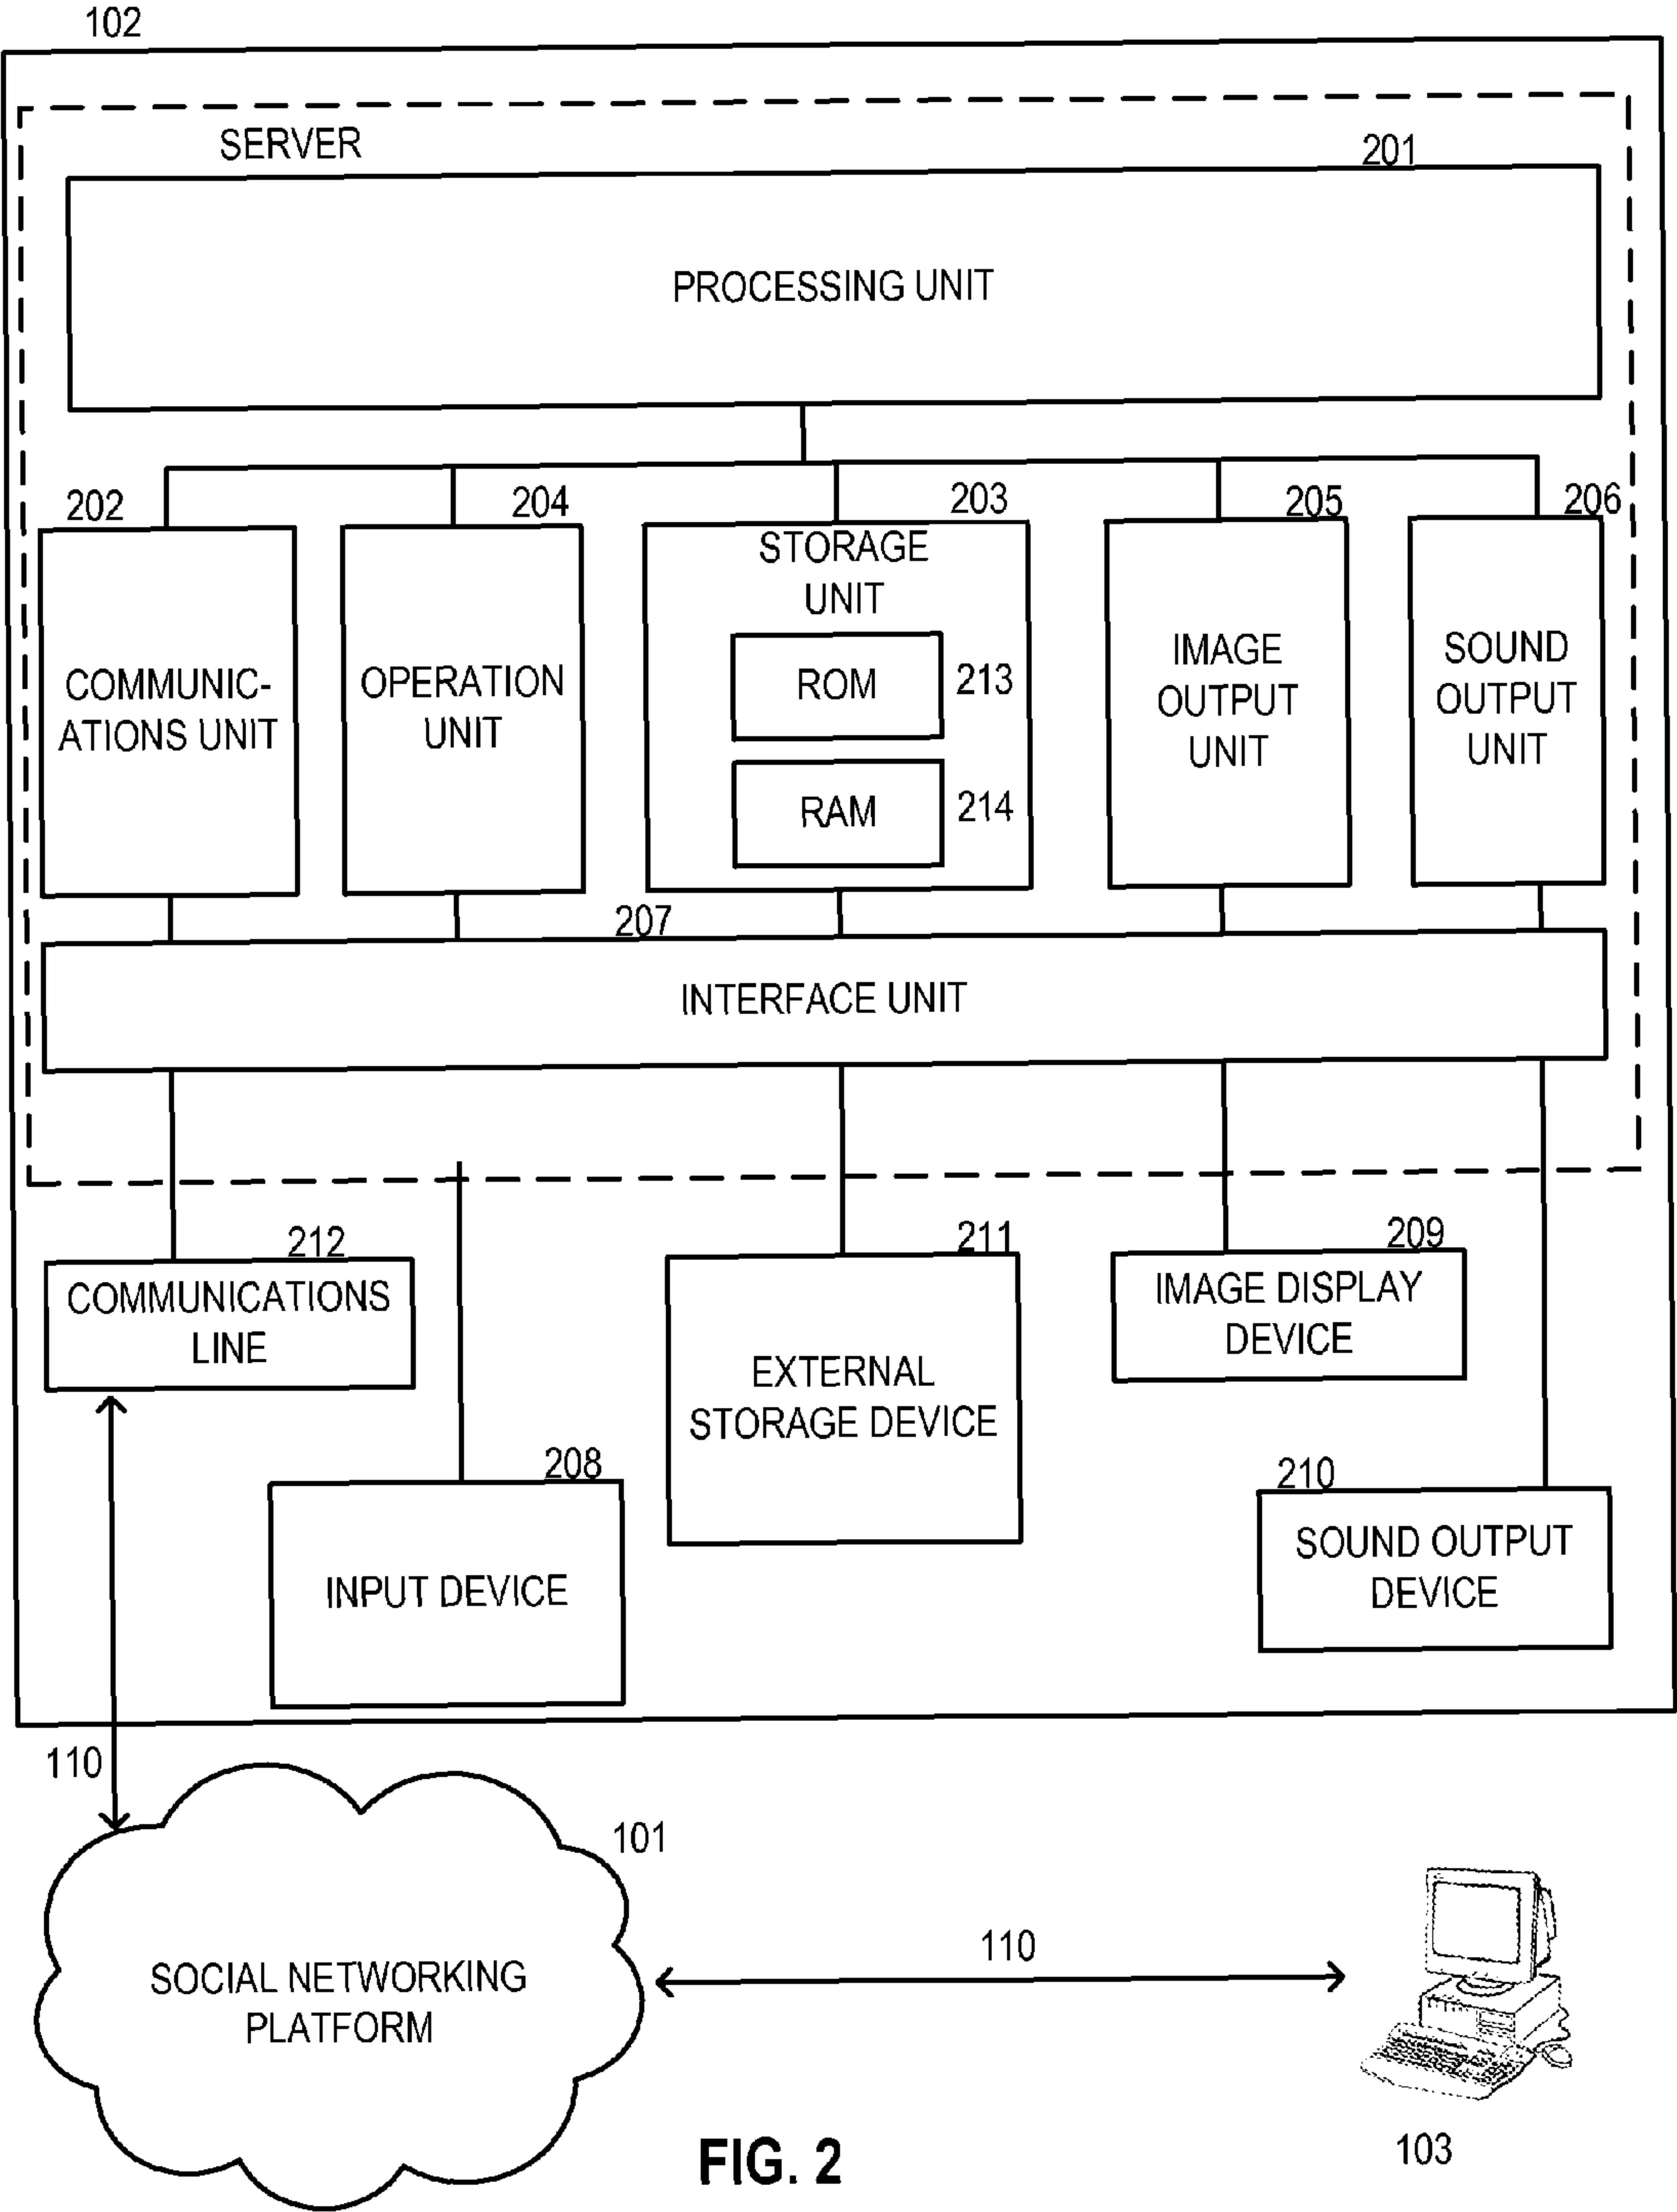 102
SERVER
201
PROCESSING UNIT
202
204
203
205
206
COMMUNIC-
ATIONS UNIT
OPERATION
UNIT
STORAGE
UNIT
ROM
213
RAM
214
IMAGE
OUTPUT
UNIT
SOUND
OUTPUT
UNIT
207
INTERFACE UNIT
212
COMMUNICATIONS
LINE
208
INPUT DEVICE
211
EXTERNAL
STORAGE DEVICE
209
IMAGE DISPLAY
DEVICE
210
SOUND OUTPUT
DEVICE
110
101
SOCIAL NETWORKING
PLATFORM
110
103
FIG. 2